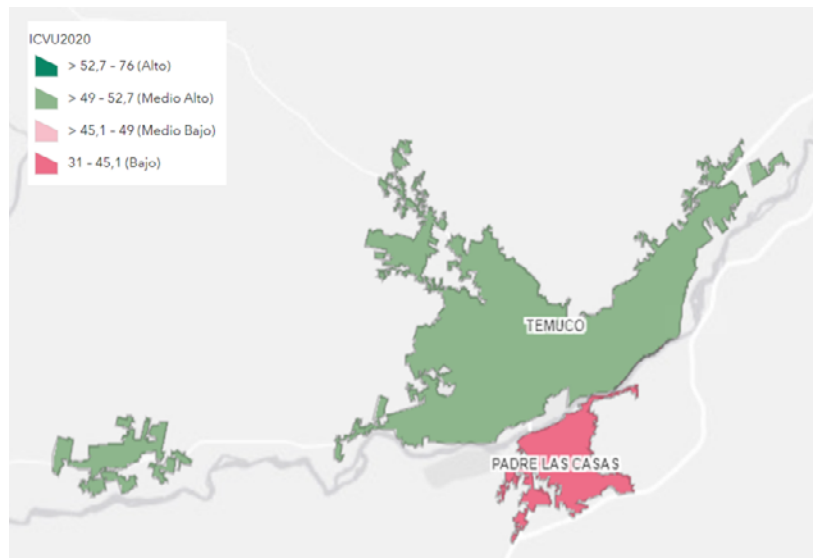 ICVU2020
> 52,7 - 76 (Alto)
> 49 - 52,7 (Medio Alto)
> 45,1 - 49 (Medio Bajo)
31 - 45,1 (Bajo)
TEMUCO
PADRE LAS CASAS